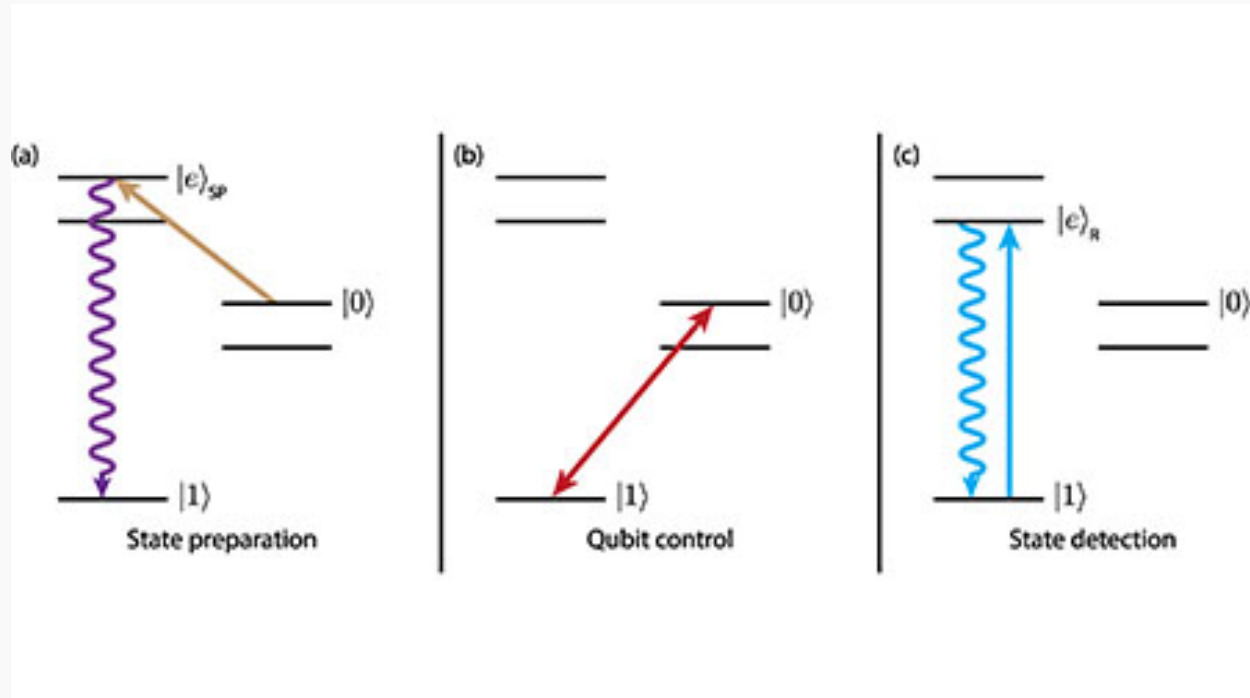 (a)
|e⟩SP
|0⟩
|1⟩
State preparation
(b)
|0⟩
|1⟩
Qubit control
(c)
|e⟩R
|0⟩
|1⟩
State detection